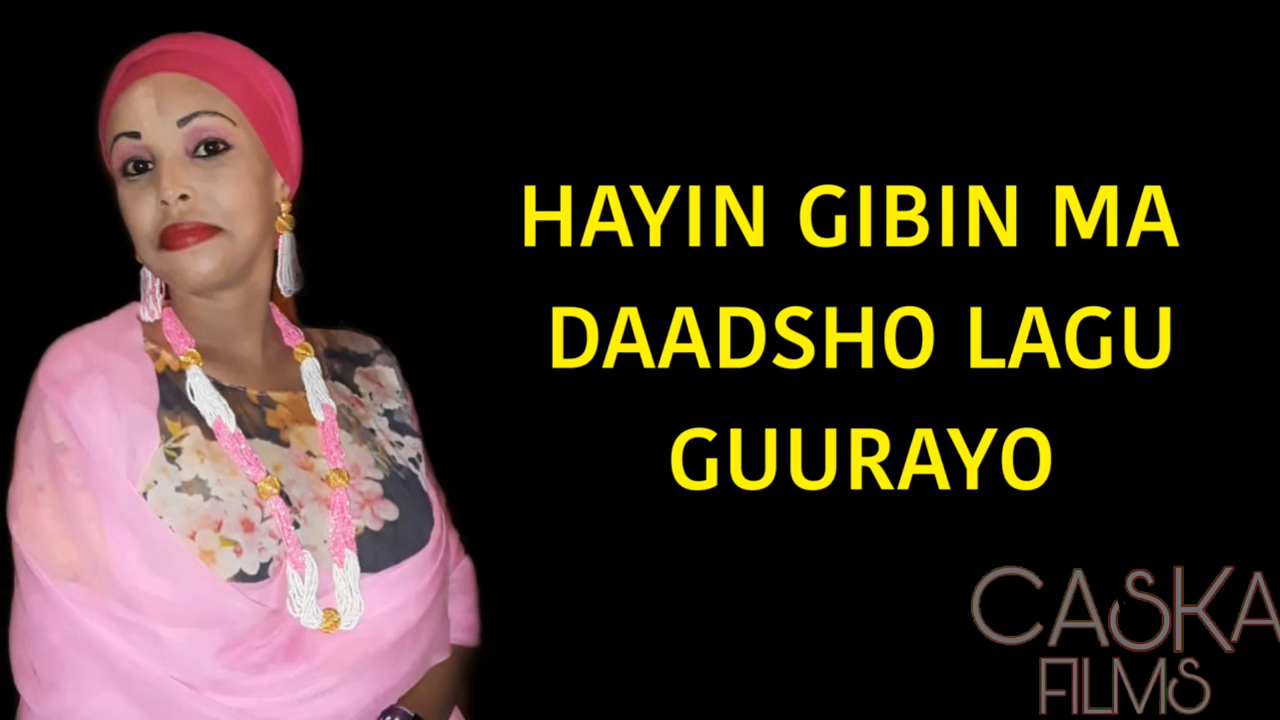 HAYIN GIBIN MA
DAADSHO LAGU
GUURAYO
CASKA
FILMS